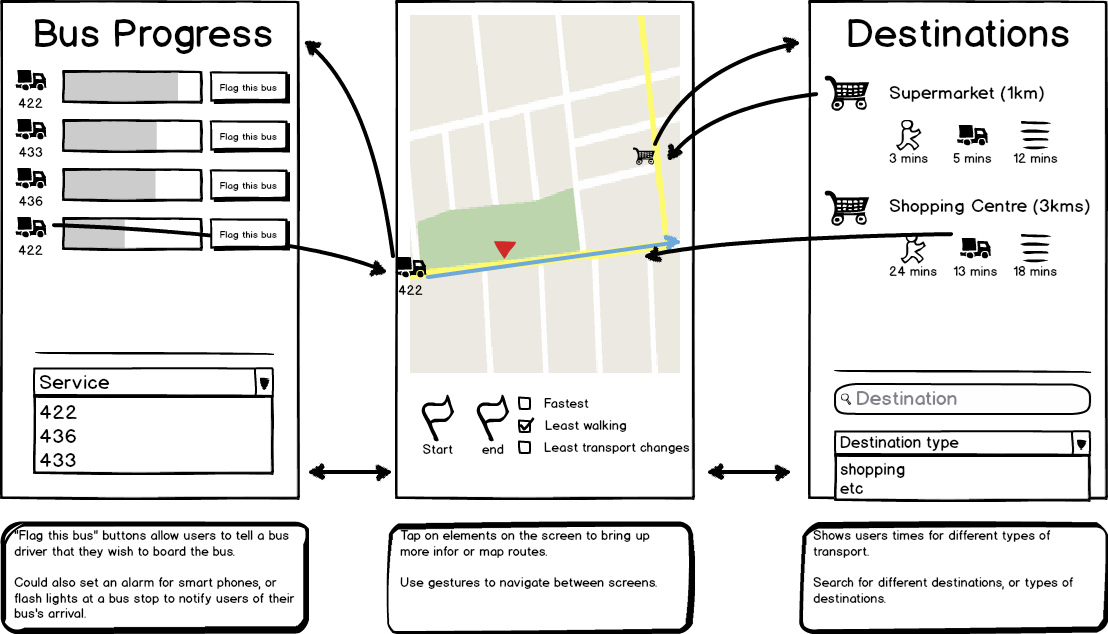 Bus Progress
422
Flag this bus
433
Flag this bus
436
Flag this bus
422
Flag this bus
Service
422
436
433
422
Start
end
Fastest
Least walking
Least transport changes
Destinations
Supermarket (1km)
3 mins
5 mins
12 mins
Shopping Centre (3kms)
24 mins
13 mins
18 mins
Destination
Destination type
shopping
etc
"Flag this bus" buttons allow users to tell a bus
driver that they wish to board the bus.
Could also set an alarm for smart phones, or
flash lights at a bus stop to notify users of their
bus's arrival.
Tap on elements on the screen to bring up
more infor or map routes.
Use gestures to navigate between screens.
Shows users times for different types of
transport.
Search for different destinations, or types of
destinations.